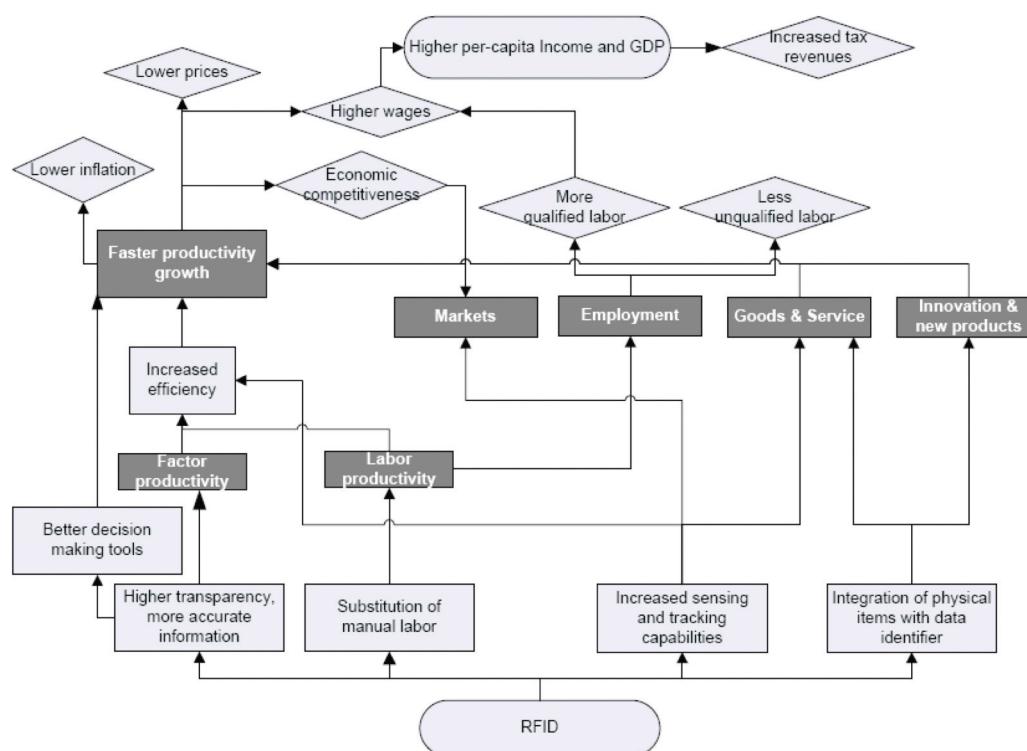 Higher per-capita Income and GDP
Increased tax
revenues
Lower prices
Higher wages
Lower inflation
Economic
competitiveness
More
qualified labor
Less
unqualified labor
Faster productivity
growth
Markets
Employment
Goods & Service
Innovation &
new products
Increased
efficiency
Factor
productivity
Labor
productivity
Better decision
making tools
Higher transparency,
more accurate
information
Substitution of
manual labor
Increased sensing
and tracking
capabilities
Integration of physical
items with data
identifier
RFID